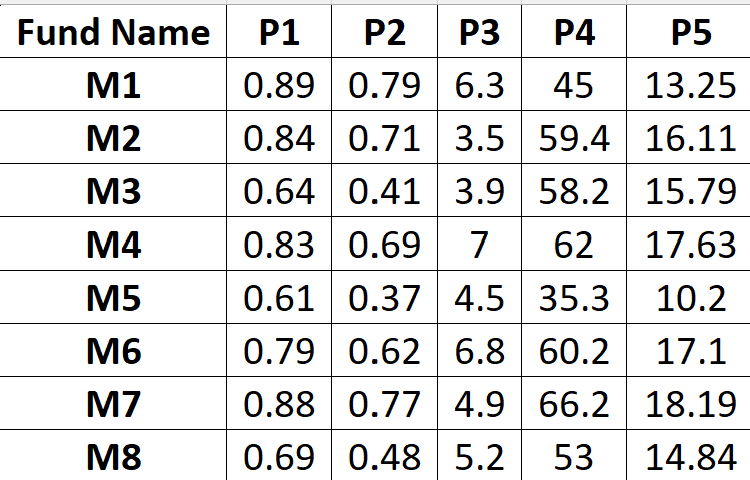 Fund Name P1 P2 P3 P4 P5
M1 0.89 0.79 6.3 45 13.25
M2 0.84 0.71 3.5 59.4 16.11
M3 0.64 0.41 3.9 58.2 15.79
M4 0.83 0.69 7 62 17.63
M5 0.61 0.37 4.5 35.3 10.2
M6 0.79 0.62 6.8 60.2 17.1
M7 0.88 0.77 4.9 66.2 18.19
M8 0.69 0.48 5.2 53 14.84